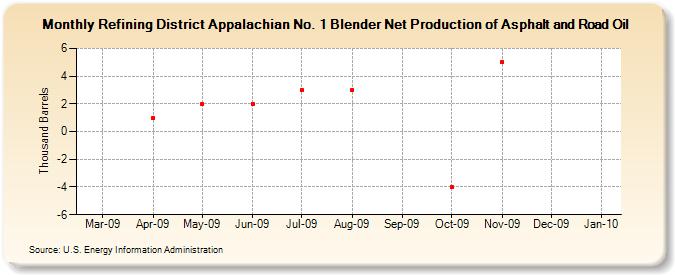 Monthly Refining District Appalachian No. 1 Blender Net Production of Asphalt and Road Oil
Thousand Barrels
6
4
2
0
-2
-4
-6
Mar-09 Apr-09 May-09 Jun-09 Jul-09 Aug-09 Sep-09 Oct-09 Nov-09 Dec-09 Jan-10
Source: U.S. Energy Information Administration